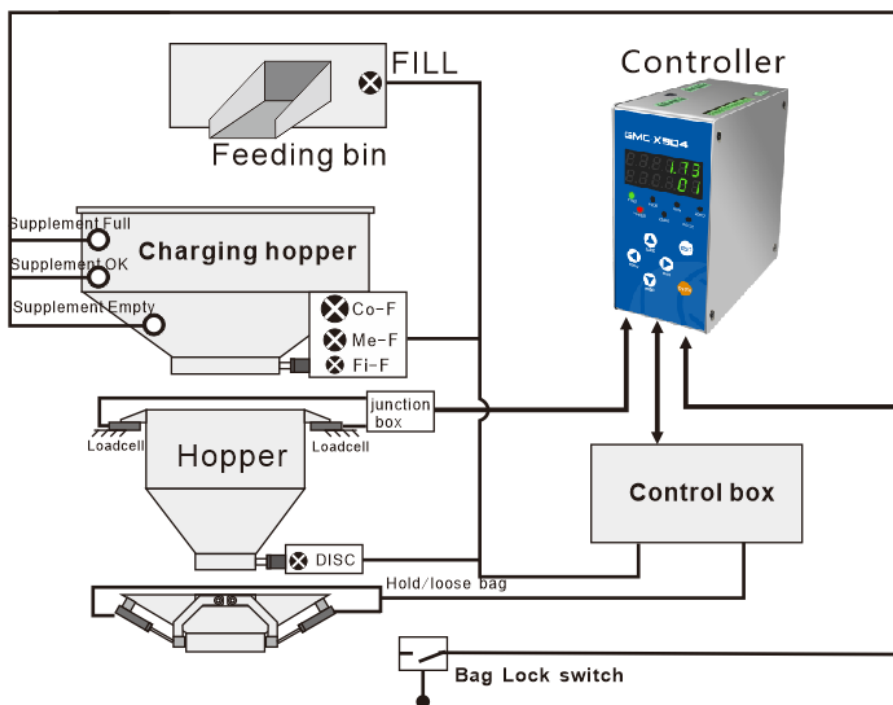 FILL
Controller
Feeding bin
GMC X904
1.73
01
Supplement Full
Charging hopper
Supplement OK
Supplement Empty
Co-F
Me-F
Fi-F
junction
box
Loadcell
Loadcell
Hopper
Control box
DISC
Hold/loose bag
Bag Lock switch